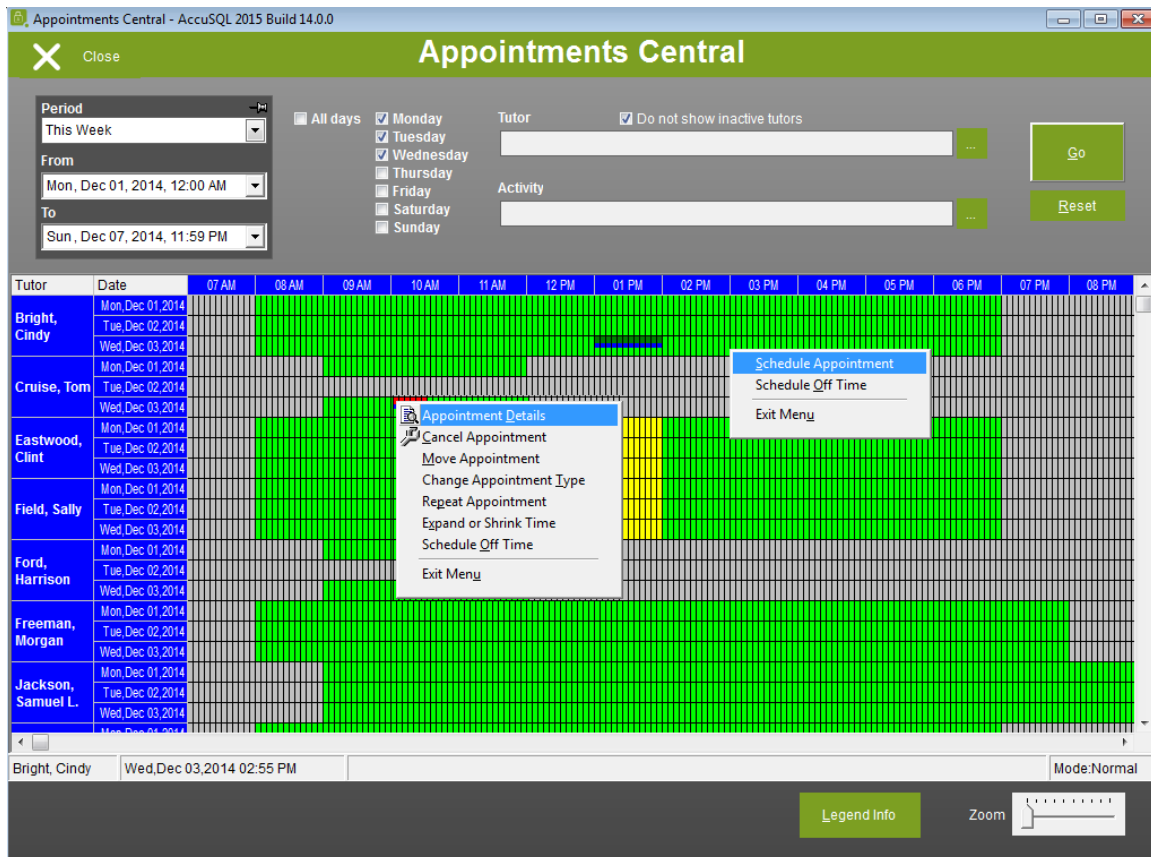 Appointments Central - AccuSQL 2015 Build 14.0.0
Close
Appointments Central
Period
This Week
From
Mon, Dec 01, 2014, 12:00 AM
To
Sun, Dec 07, 2014, 11:59 PM
All days
Monday
Tuesday
Wednesday
Thursday
Friday
Saturday
Sunday
Tutor
Do not show inactive tutors
...
Activity
...
Go
Reset
Tutor Date 07 AM 08 AM 09 AM 10 AM 11 AM 12 PM 01 PM 02 PM 03 PM 04 PM 05 PM 06 PM 07 PM 08 PM
Bright, Cindy
Mon,Dec 01,2014
Tue,Dec 02,2014
Wed,Dec 03,2014
Cruise, Tom
Mon,Dec 01,2014
Tue,Dec 02,2014
Wed,Dec 03,2014
Eastwood, Clint
Mon,Dec 01,2014
Tue,Dec 02,2014
Wed,Dec 03,2014
Field, Sally
Mon,Dec 01,2014
Tue,Dec 02,2014
Wed,Dec 03,2014
Ford, Harrison
Mon,Dec 01,2014
Tue,Dec 02,2014
Wed,Dec 03,2014
Freeman, Morgan
Mon,Dec 01,2014
Tue,Dec 02,2014
Wed,Dec 03,2014
Jackson, Samuel L.
Mon,Dec 01,2014
Tue,Dec 02,2014
Wed,Dec 03,2014
Mon,Dec 01,2014
Schedule Appointment
Schedule Off Time
Exit Menu
Appointment Details
Cancel Appointment
Move Appointment
Change Appointment Type
Repeat Appointment
Expand or Shrink Time
Schedule Off Time
Exit Menu
Bright, Cindy
Wed,Dec 03,2014 02:55 PM
Mode:Normal
Legend Info
Zoom